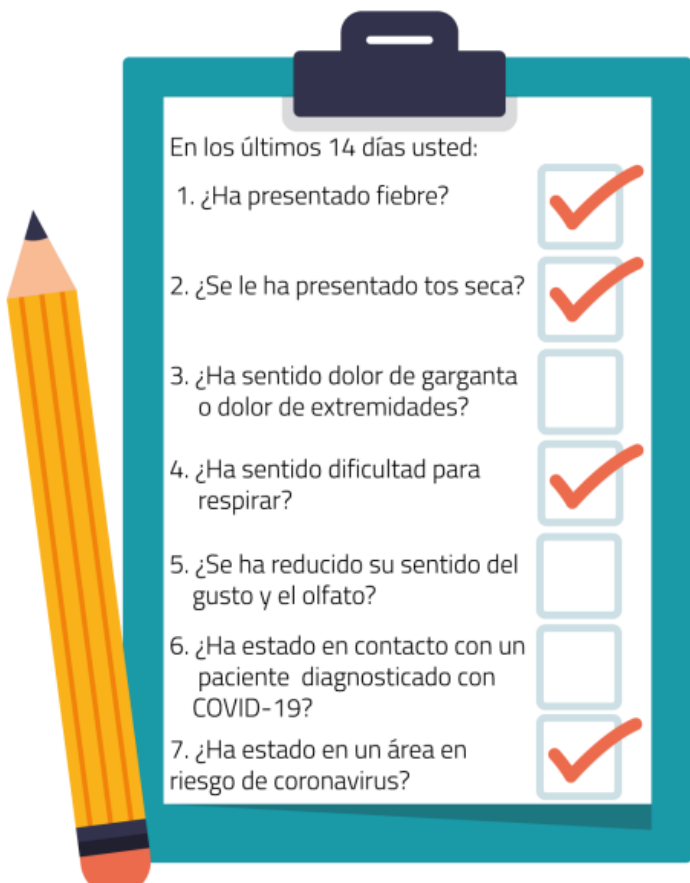 En los últimos 14 días usted:
1. ¿Ha presentado fiebre?
2. ¿Se le ha presentado tos seca?
3. ¿Ha sentido dolor de garganta
o dolor de extremidades?
4. ¿Ha sentido dificultad para
respirar?
5. ¿Se ha reducido su sentido del
gusto y el olfato?
6. ¿Ha estado en contacto con un
paciente diagnosticado con
COVID-19?
7. ¿Ha estado en un área en
riesgo de coronavirus?